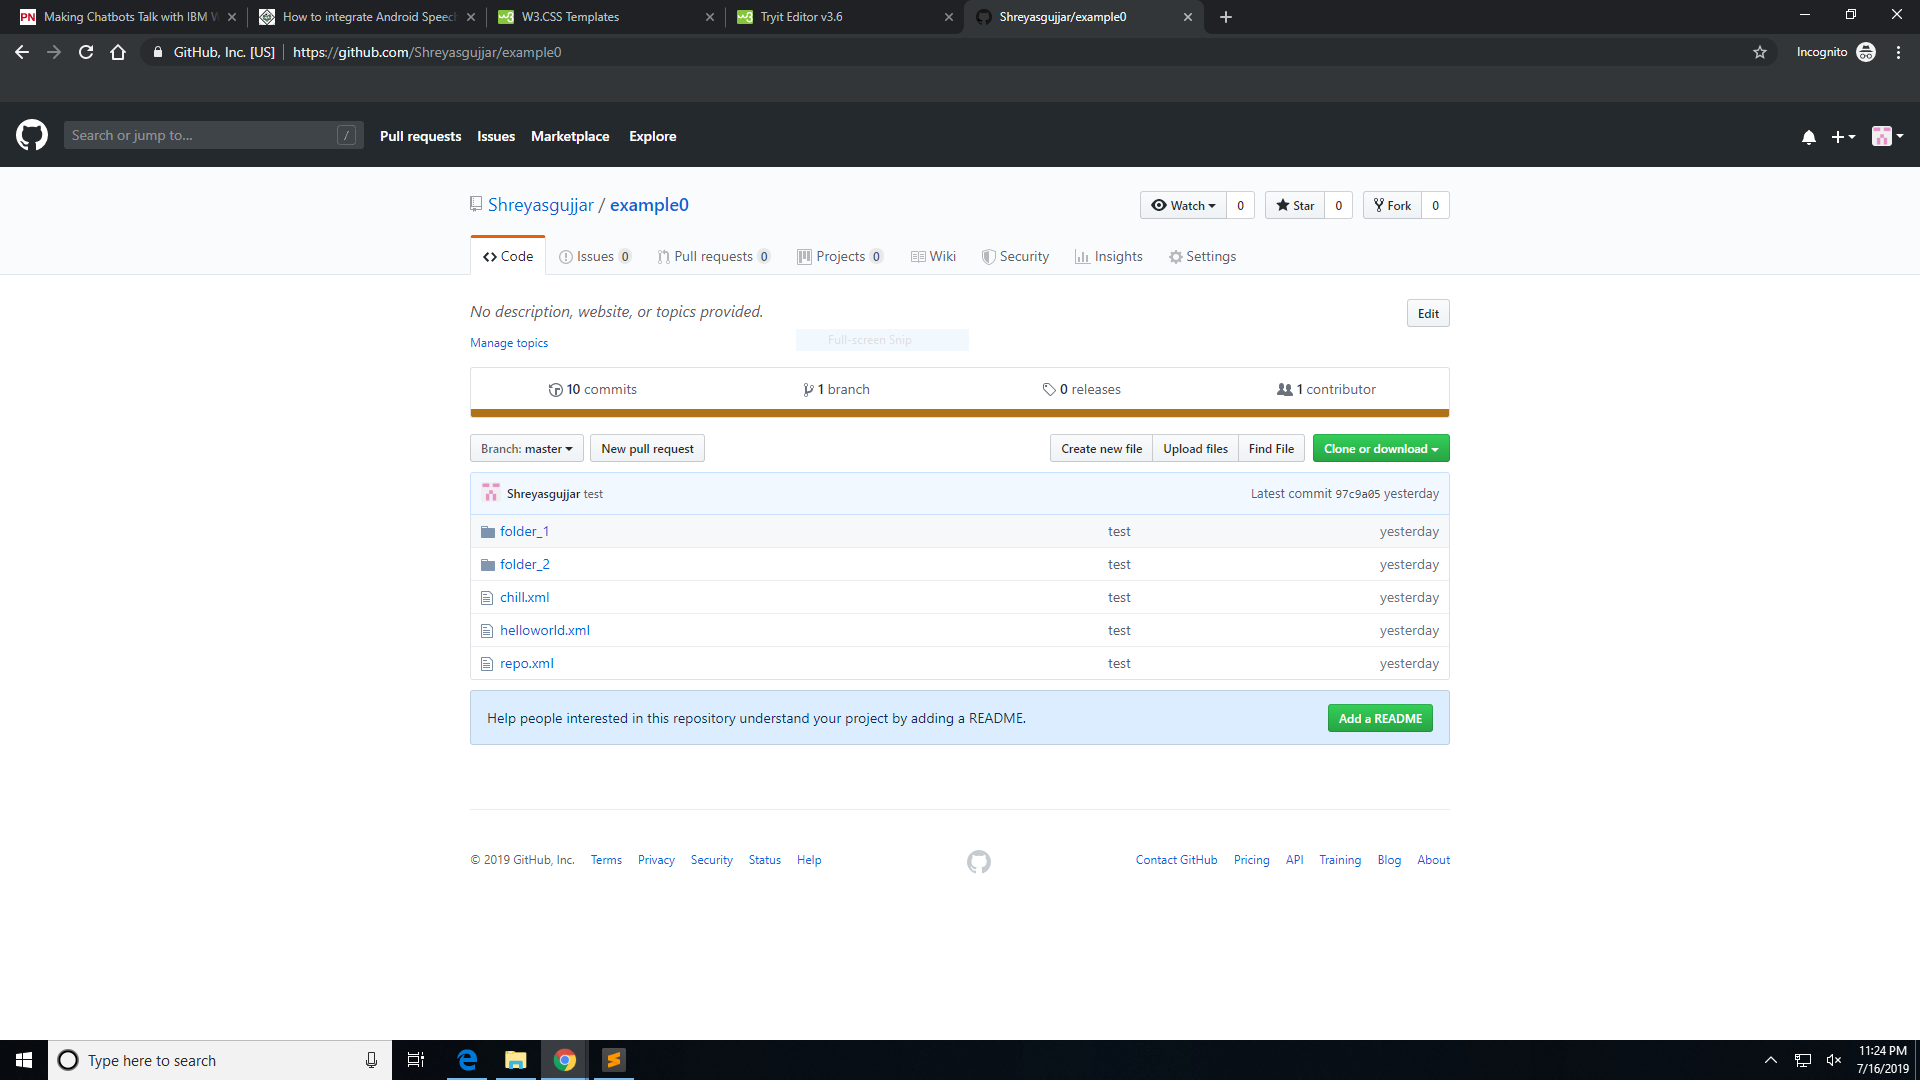 PN Making Chatbots Talk with IBM W
How to integrate Android Speech
W3.CSS Templates
Tryit Editor v3.6
Shreyasgujjar/example0
GitHub, Inc. [US] | https://github.com/Shreyasgujjar/example0
Incognito
Search or jump to... /
Pull requests Issues Marketplace Explore
Shreyasgujjar / example0
Watch 0 Star 0 Fork 0
Code Issues 0 Pull requests 0 Projects 0 Wiki Security Insights Settings
No description, website, or topics provided.
Edit
Full-screen Snip
Manage topics
10 commits 1 branch 0 releases 1 contributor
Branch: master New pull request Create new file Upload files Find File Clone or download
Shreyasgujjar test Latest commit 97c9a05 yesterday
folder_1 test yesterday
folder_2 test yesterday
chill.xml test yesterday
helloworld.xml test yesterday
repo.xml test yesterday
Help people interested in this repository understand your project by adding a README. Add a README
© 2019 GitHub, Inc. Terms Privacy Security Status Help Contact GitHub Pricing API Training Blog About
Type here to search
11:24 PM
7/16/2019